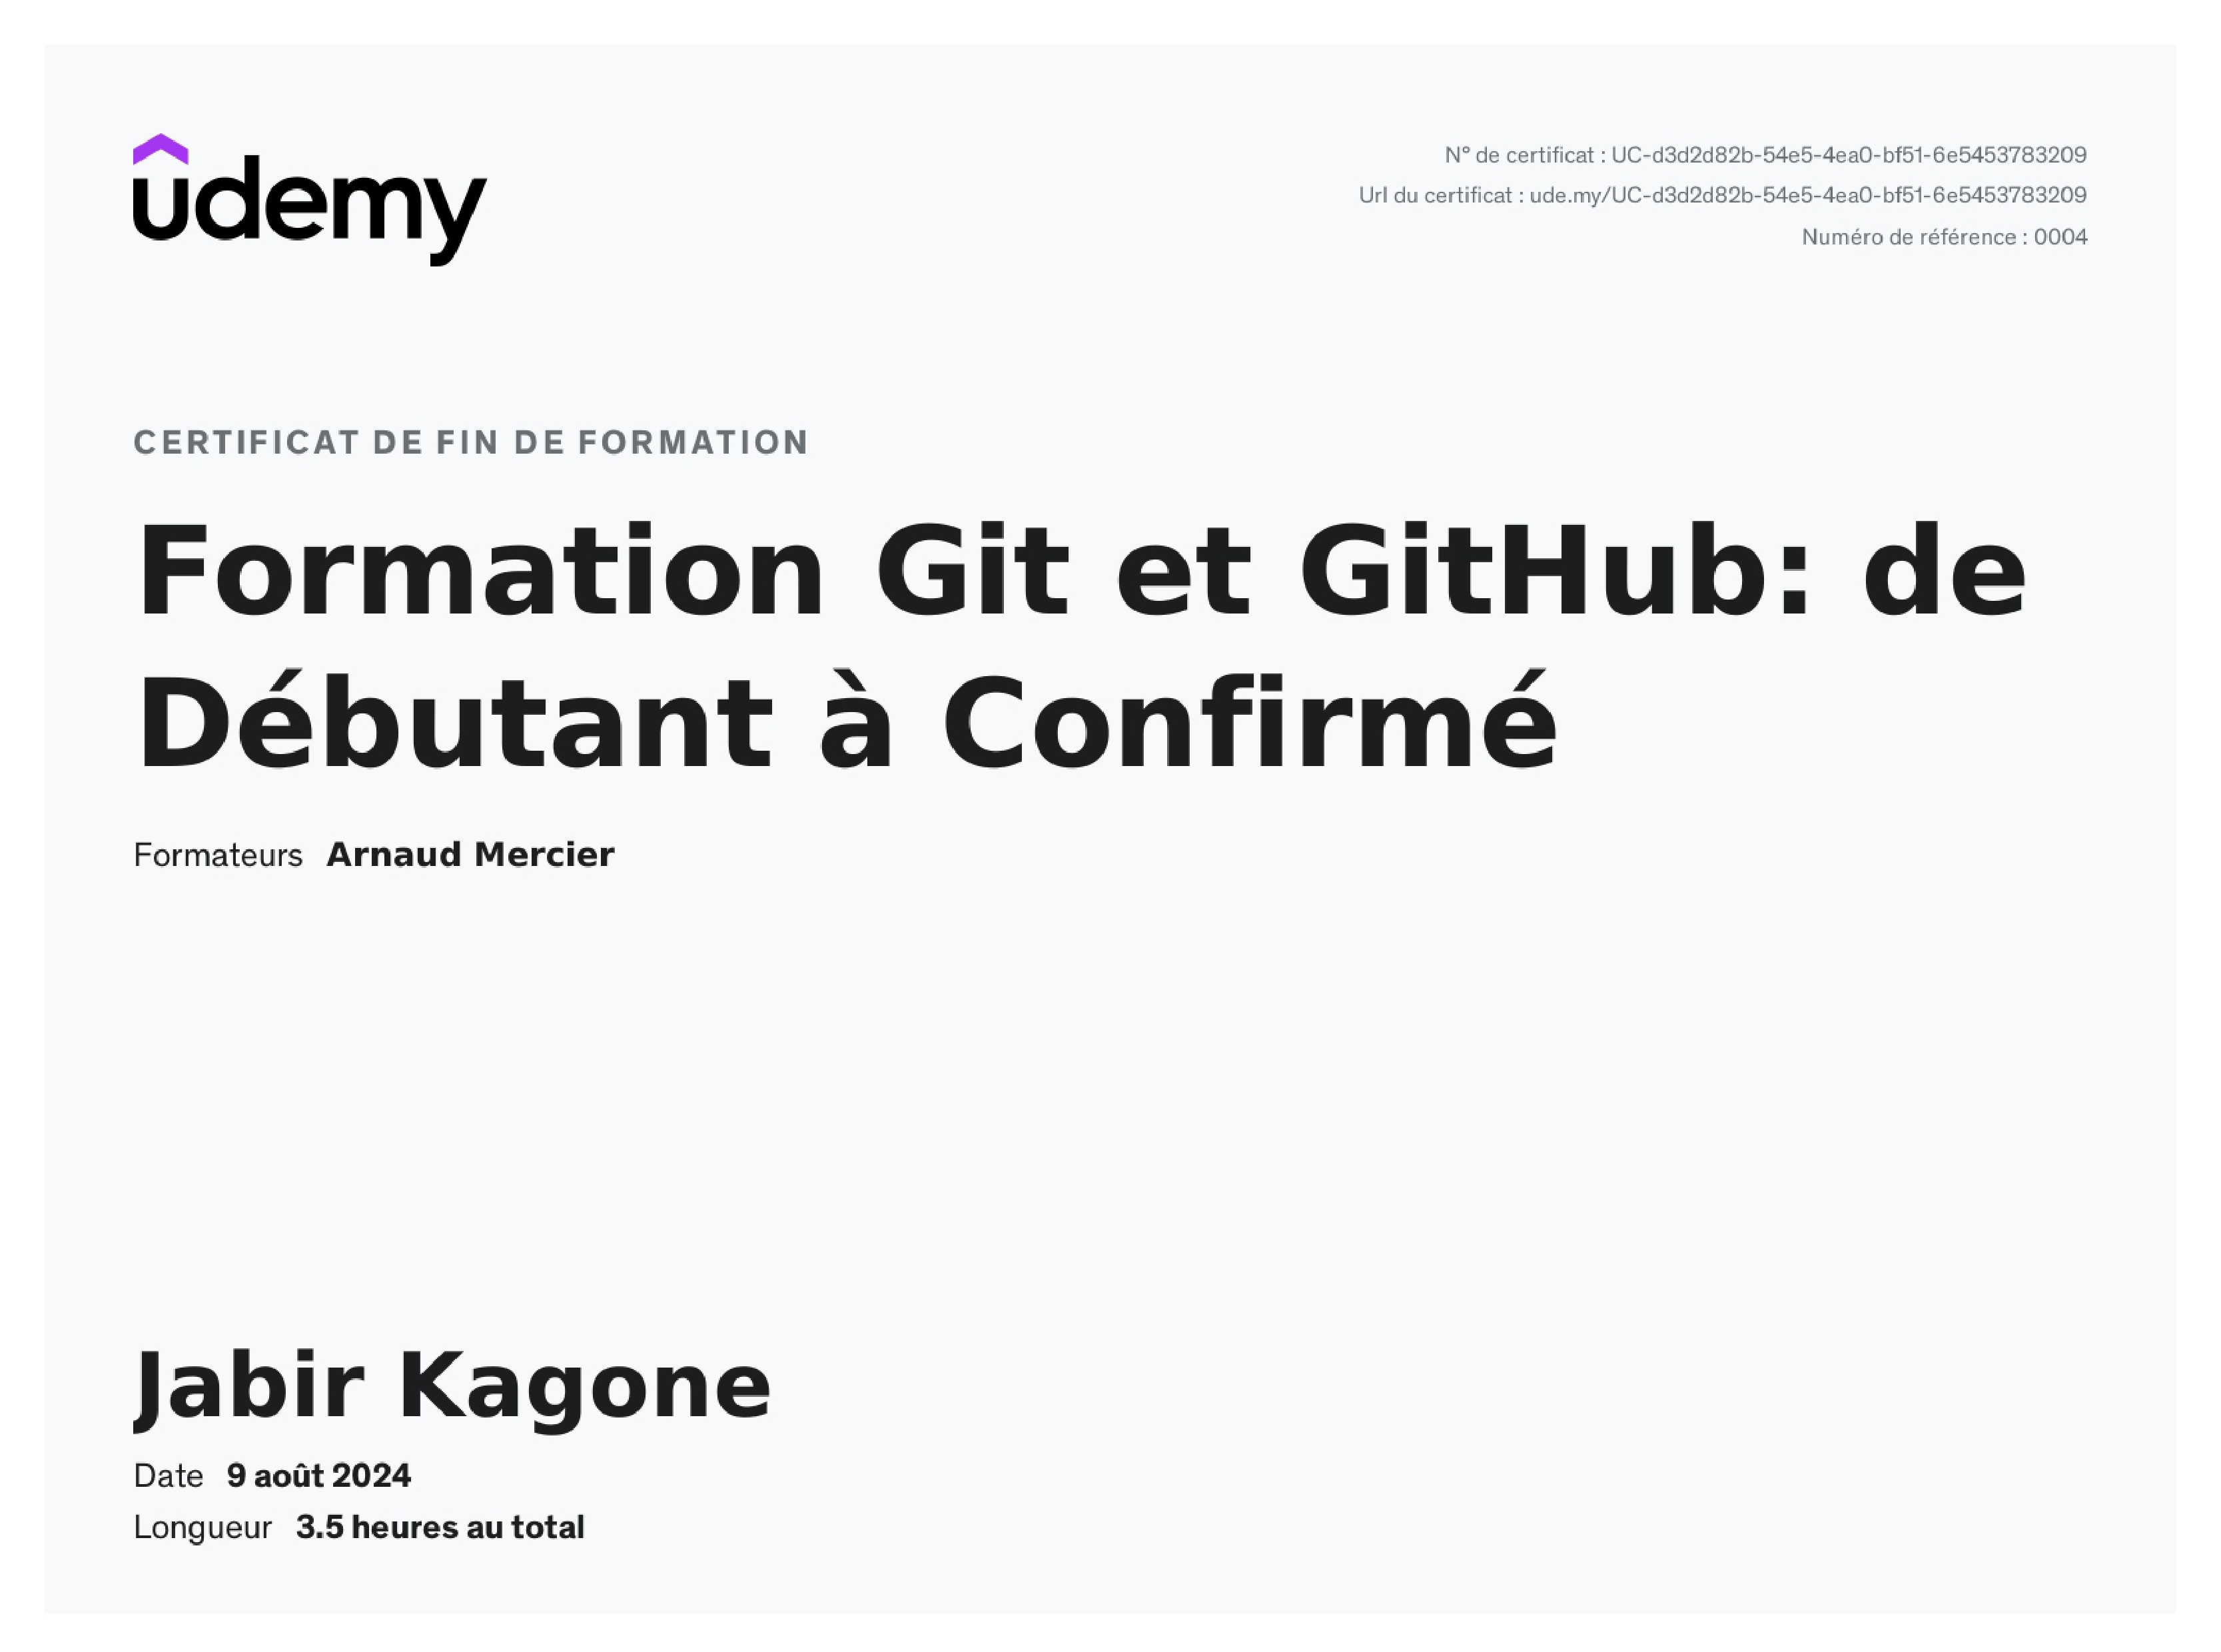 udemy
N° de certificat : UC-d3d2d82b-54e5-4ea0-bf51-6e5453783209
Url du certificat : ude.my/UC-d3d2d82b-54e5-4ea0-bf51-6e5453783209
Numéro de référence : 0004
CERTIFICAT DE FIN DE FORMATION
Formation Git et GitHub: de
Débutant à Confirmé
Formateurs Arnaud Mercier
Jabir Kagone
Date 9 août 2024
Longueur 3.5 heures au total